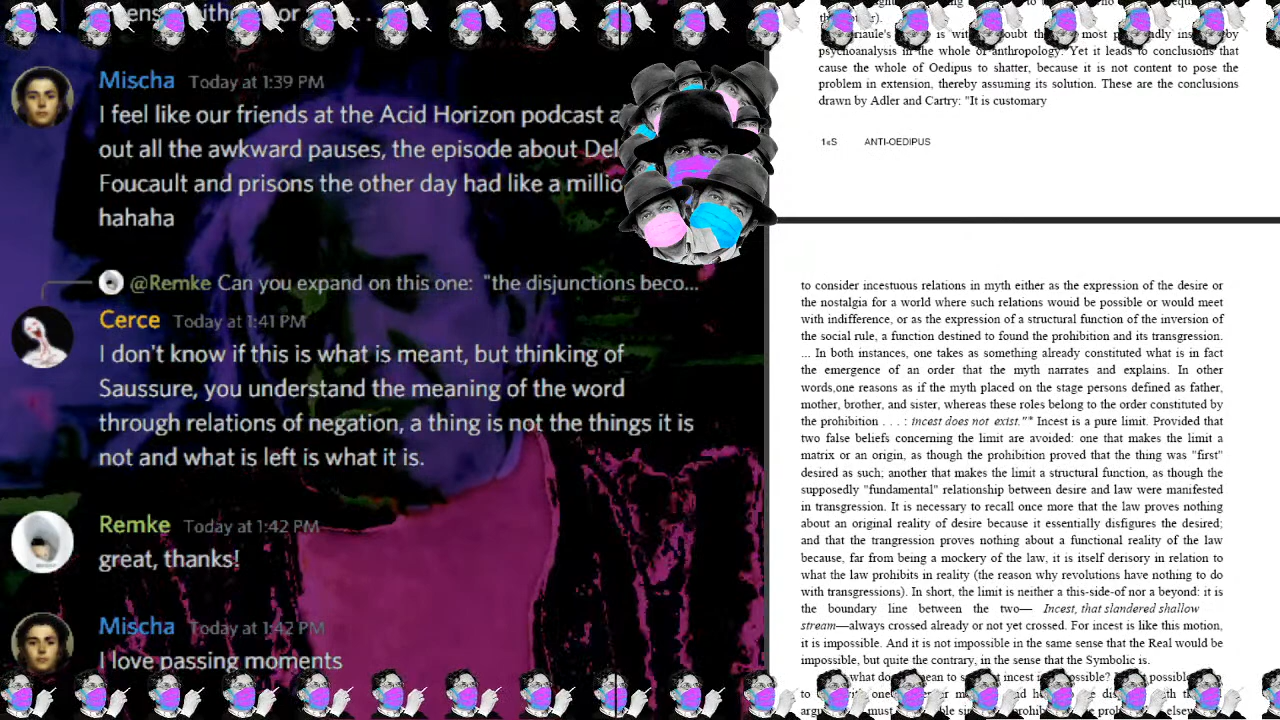 Mischa Today at 1:39 PM
I feel like our friends at the Acid Horizon podcast
out all the awkward pauses, the episode about
Foucault and prisons the other day had like a
hahaha
@Remke Can you expand on this one: "the disjunctions beco...
Cerce Today at 1:41 PM
I don't know if this is what is meant, but thinking of
Saussure, you understand the meaning of the word
through relations of negation, a thing is not the things it is
not and what is left is what it is.
Remke Today at 1:42 PM
great, thanks!
Mischa Today at 1:42 PM
I love passing moments
psychoanalysis in the whole of anthropology. Yet it leads to conclusions that
cause the whole of Oedipus to shatter, because it is not content to pose the
problem in extension, thereby assuming its solution. These are the conclusions
drawn by Adler and Cartry: "It is customary
1«S ANTI-OEDIPUS
to consider incestuous relations in myth either as the expression of the desire or
the nostalgia for a world where such relations wouid be possible or would meet
with indifference, or as the expression of a structural function of the inversion of
the social rule, a function destined to found the prohibition and its transgression.
... In both instances, one takes as something already constituted what is in fact
the emergence of an order that the myth narrates and explains. In other
words,one reasons as if the myth placed on the stage persons defined as father,
mother, brother, and sister, whereas these roles belong to the order constituted by
the prohibition . . . : incest does not exist."* Incest is a pure limit. Provided that
two false beliefs concerning the limit are avoided: one that makes the limit a
matrix or an origin, as though the prohibition proved that the thing was "first"
desired as such; another that makes the limit a structural function, as though the
supposedly "fundamental" relationship between desire and law were manifested
in transgression. It is necessary to recall once more that the law proves nothing
about an original reality of desire because it essentially disfigures the desired;
and that the trangression proves nothing about a functional reality of the law
because, far from being a mockery of the law, it is itself derisory in relation to
what the law prohibits in reality (the reason why revolutions have nothing to do
with transgressions). In short, the limit is neither a this-side-of nor a beyond: it is
the boundary line between the two— Incest, that slandered shallow
stream—always crossed already or not yet crossed. For incest is like this motion,
it is impossible. And it is not impossible in the same sense that the Real would be
impossible, but quite the contrary, in the sense that the Symbolic is.